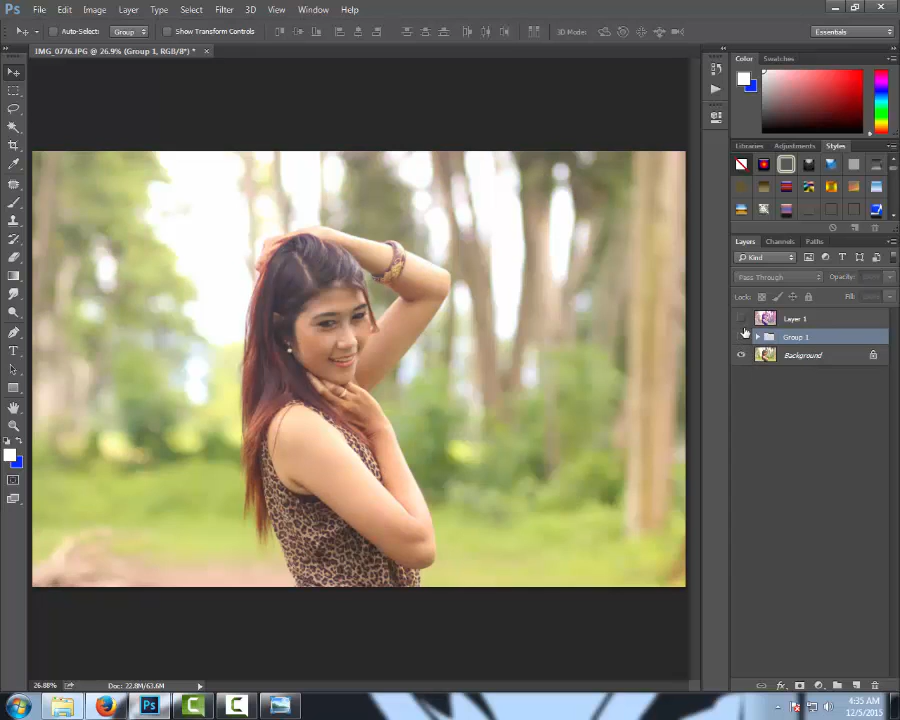 Ps File Edit Image Layer Type Select Filter 3D View Window Help
Auto-Select: Group Show Transform Controls 3D Mode: Essentials
IMG_0776.JPG @ 26.9% (Group 1, RGB/8*) *
Color Swatches
Libraries Adjustments Styles
Layers Channels Paths
Kind
Pass Through Opacity:
Lock: Fill:
Layer 1
Group 1
Background
26.88% Doc: 22.8M/63.6M
Ps
4:35 AM
12/5/2015